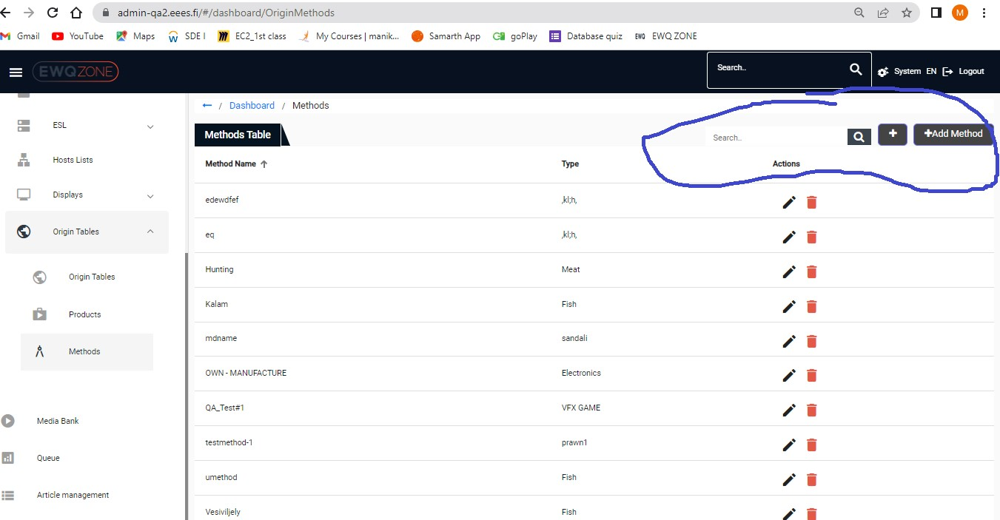 admin-qa2.eees.fi/#/dashboard/OriginMethods
M
Gmail YouTube Maps SDE I EC2_1st class My Courses | manik... Samarth App goPlay Database quiz EWQ EWQ ZONE
EWQZONE
Search..
System EN Logout
ESL
Hosts Lists
Displays
Origin Tables
Origin Tables
Products
Methods
Media Bank
Queue
Article management
/ Dashboard / Methods
Methods Table
Search..
+
+Add Method
Method Name Type Actions
edewdfef ,kl;h,
eq ,kl;h,
Hunting Meat
Kalam Fish
mdname sandali
OWN - MANUFACTURE Electronics
QA_Test#1 VFX GAME
testmethod-1 prawn1
umethod Fish
Vesiviljely Fish